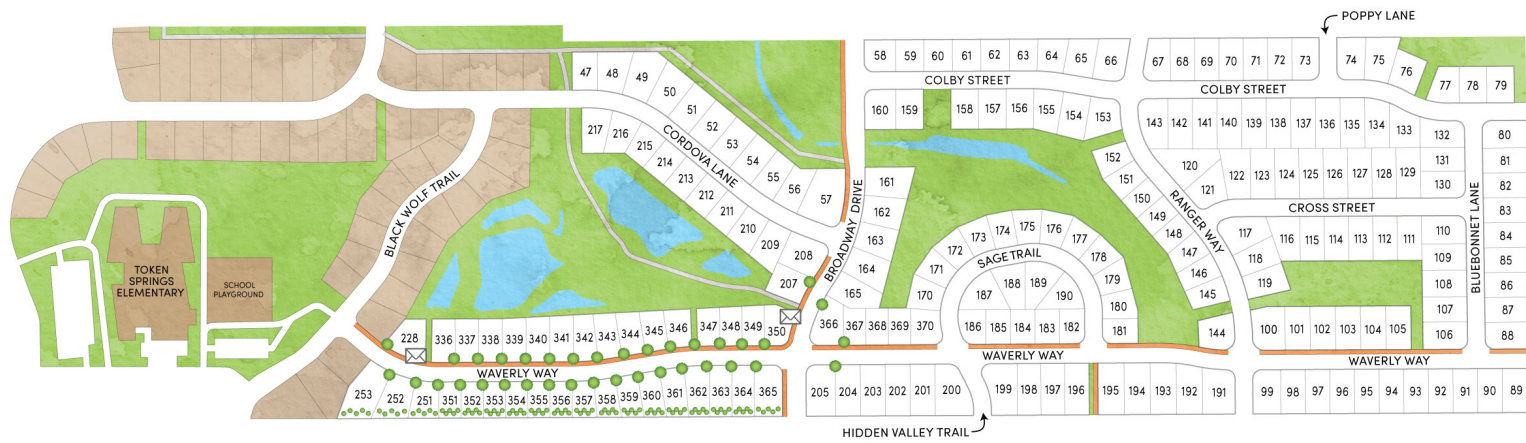 POPPY LANE
58 59 60 61 62 63 64 65 66
67 68 69 70 71 72 73
74 75 76
77 78 79
COLBY STREET
COLBY STREET
47 48 49 50 51 52 53 54 55 56 57
160 159
158 157 156 155 154 153
143 142 141 140 139 138 137 136 135 134 133 132
80
217 216 215 214 213 212 211 210 209 208 207
CORDOVA LANE
152 151 150 149 148 147 146 145
120 121 122 123 124 125 126 127 128 129
131
130
81
82
83
84
85
86
87
88
BLACK WOLF TRAIL
BROADWAY DRIVE
161
162
163
164
165
RANGER WAY
CROSS STREET
BLUEBONNET LANE
170 171 172 173 174 175 176 177 178 179 180 181
SAGE TRAIL
187 188 189 190
186 185 184 183 182
117
118
119
116 115 114 113 112 111
110
109
108
107
106
TOKEN
SPRINGS
ELEMENTARY
SCHOOL
PLAYGROUND
228
336 337 338 339 340 341 342 343 344 345 346
347 348 349 350
366 367 368 369 370
144
100 101 102 103 104 105
WAVERLY WAY
WAVERLY WAY
WAVERLY WAY
253 252 251 351 352 353 354 355 356 357 358 359 360 361 362 363 364 365
205 204 203 202 201 200
199 198 197 196
195 194 193 192 191
99 98 97 96 95 94 93 92 91 90 89
HIDDEN VALLEY TRAIL